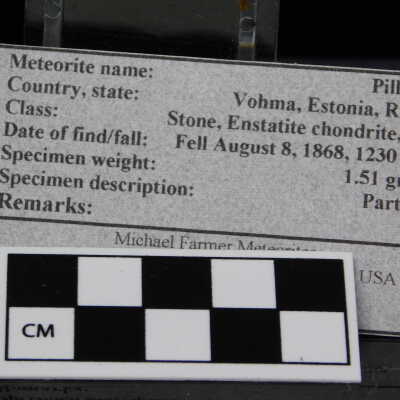 Meteorite name: Pill
Country, state: Vohma, Estonia, R
Class: Stone, Enstatite chondrite,
Date of find/fall: Fell August 8, 1868, 1230
Specimen weight: 1.51 gr
Specimen description: Part
Remarks:
Michael Farmer Meteorites
USA
CM